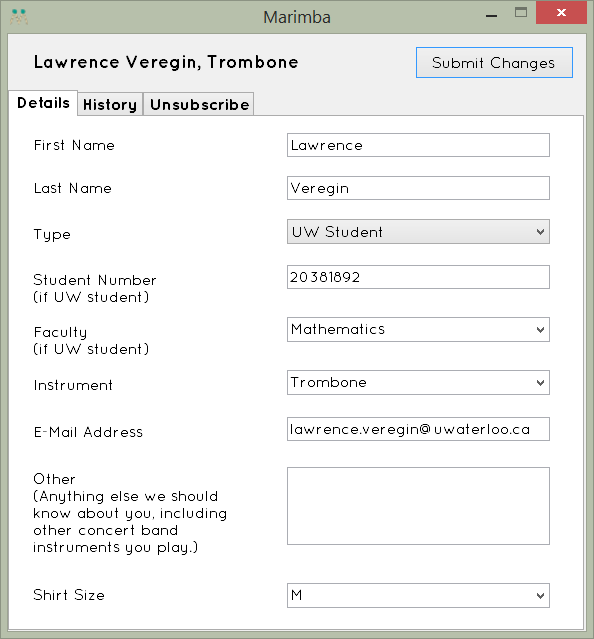 Marimba
Lawrence Veregin, Trombone
Submit Changes
Details
History
Unsubscribe
First Name
Lawrence
Last Name
Veregin
Type
UW Student
Student Number
(if UW student)
20381892
Faculty
(if UW student)
Mathematics
Instrument
Trombone
E-Mail Address
lawrence.veregin@uwaterloo.ca
Other
(Anything else we should
know about you, including
other concert band
instruments you play.)
Shirt Size
M